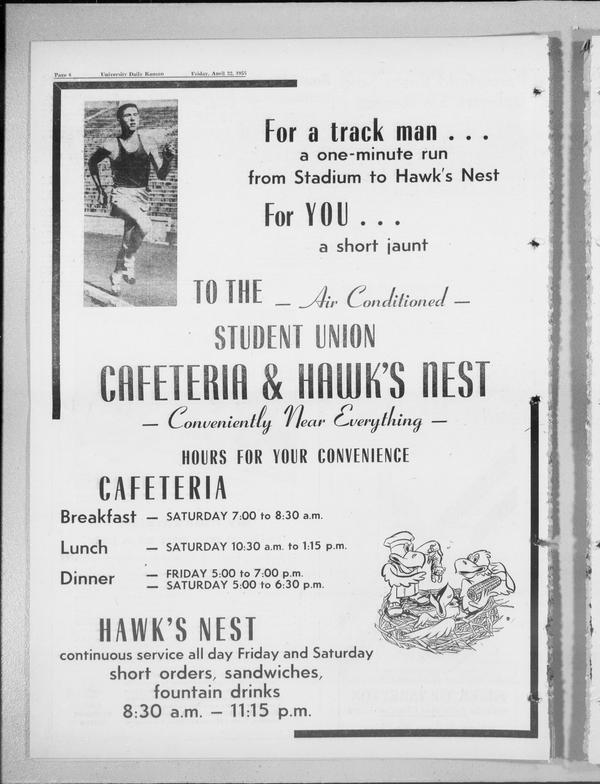 Page 6 University Daily Kansan Friday, April 22, 1955
For a track man . . .
a one-minute run
from Stadium to Hawk's Nest
For YOU . . .
a short jaunt
TO THE — Air Conditioned —
STUDENT UNION
CAFETERIA & HAWK'S NEST
— Conveniently Near Everything —
HOURS FOR YOUR CONVENIENCE
CAFETERIA
Breakfast — SATURDAY 7:00 to 8:30 a.m.
Lunch — SATURDAY 10:30 a.m. to 1:15 p.m.
Dinner — FRIDAY 5:00 to 7:00 p.m.
— SATURDAY 5:00 to 6:30 p.m.
HAWK'S NEST
continuous service all day Friday and Saturday
short orders, sandwiches,
fountain drinks
8:30 a.m. — 11:15 p.m.